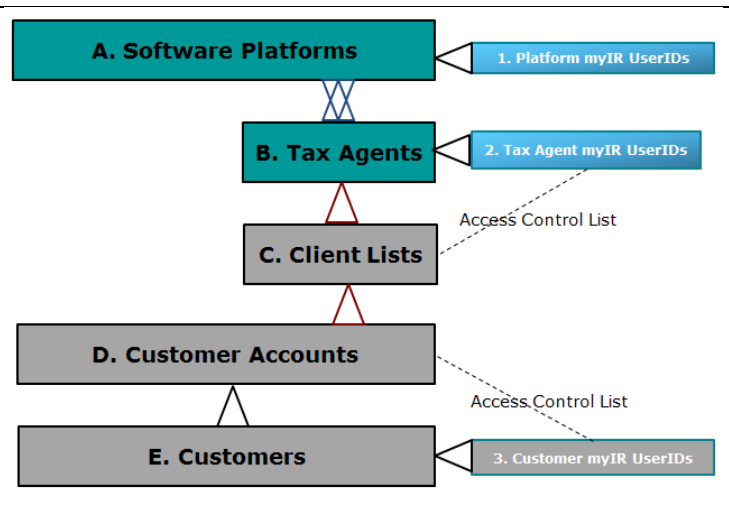 A. Software Platforms
1. Platform myIR UserIDs
B. Tax Agents
2. Tax Agent myIR UserIDs
Access Control List
C. Client Lists
D. Customer Accounts
Access Control List
E. Customers
3. Customer myIR UserIDs